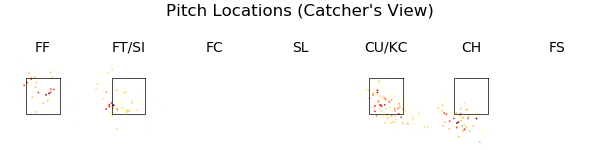 Pitch Locations (Catcher's View)
FF FT/SI FC SL CU/KC CH FS